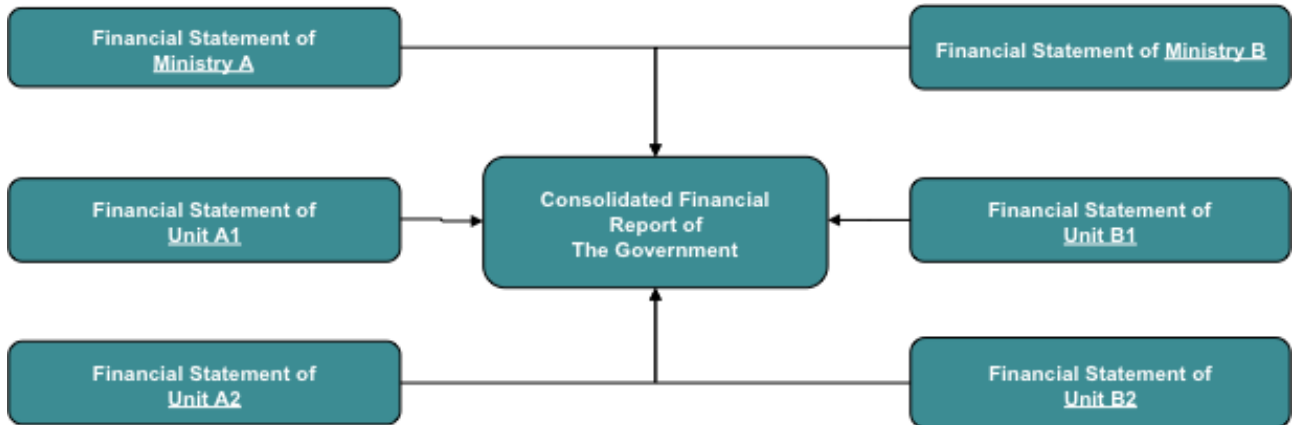 Financial Statement of
Ministry A
Financial Statement of Ministry B
Financial Statement of
Unit A1
Consolidated Financial
Report of
The Government
Financial Statement of
Unit B1
Financial Statement of
Unit A2
Financial Statement of
Unit B2